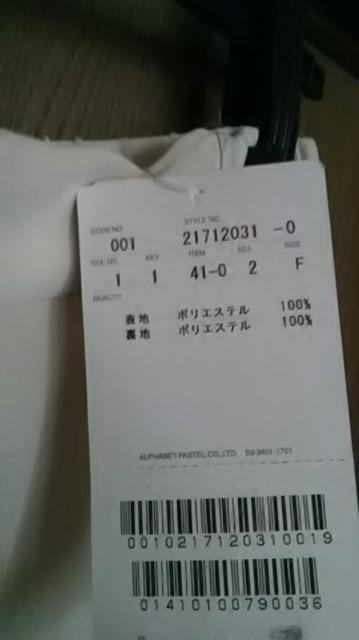 CODE NO. STYLE NO.
001 21712031 -0
COL.NO. KEY ITEM SEA SIZE
1 1 41-0 2 F
QUALITY
表地 ポリエステル 100%
裏地 ポリエステル 100%
ALPHABET PASTEL CO.,LTD. 03-3401-1701
0010217120310019
01410100790036